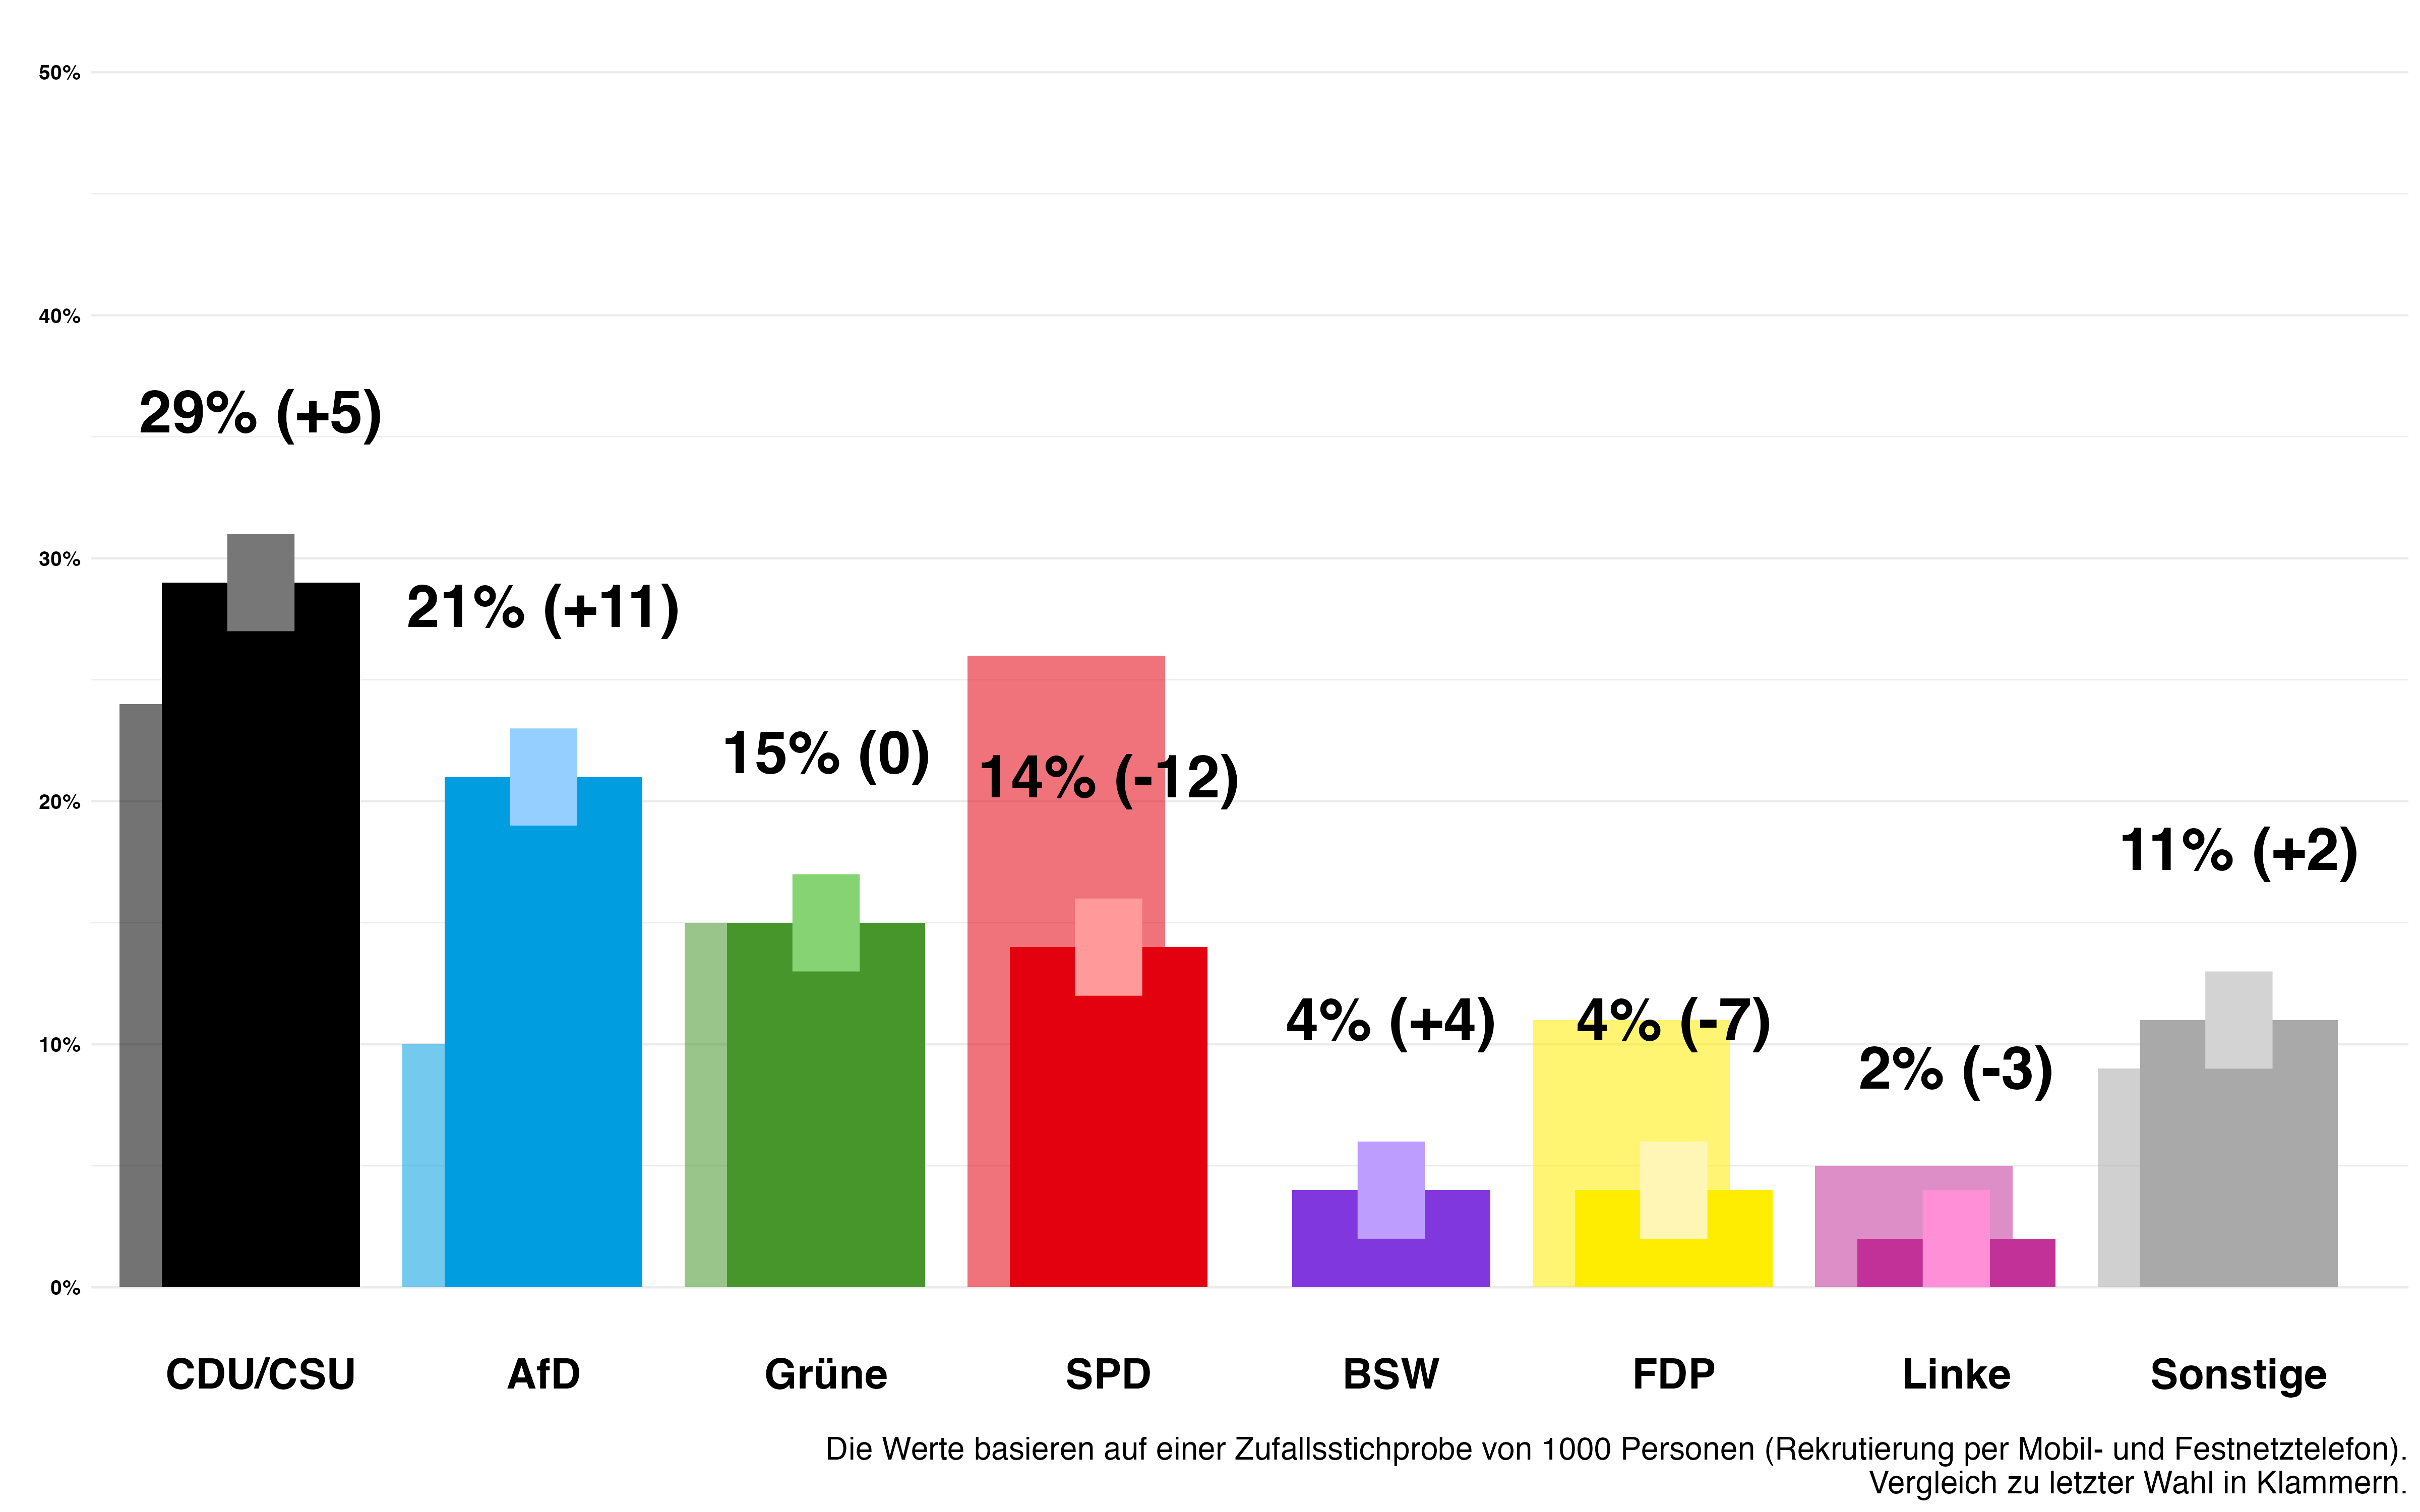 50%
40%
30%
20%
10%
0%
29% (+5)
21% (+11)
15% (0)
14% (-12)
4% (+4)
4% (-7)
2% (-3)
11% (+2)
CDU/CSU
AfD
Grüne
SPD
BSW
FDP
Linke
Sonstige
Die Werte basieren auf einer Zufallsstichprobe von 1000 Personen (Rekrutierung per Mobil- und Festnetztelefon).
Vergleich zu letzter Wahl in Klammern.